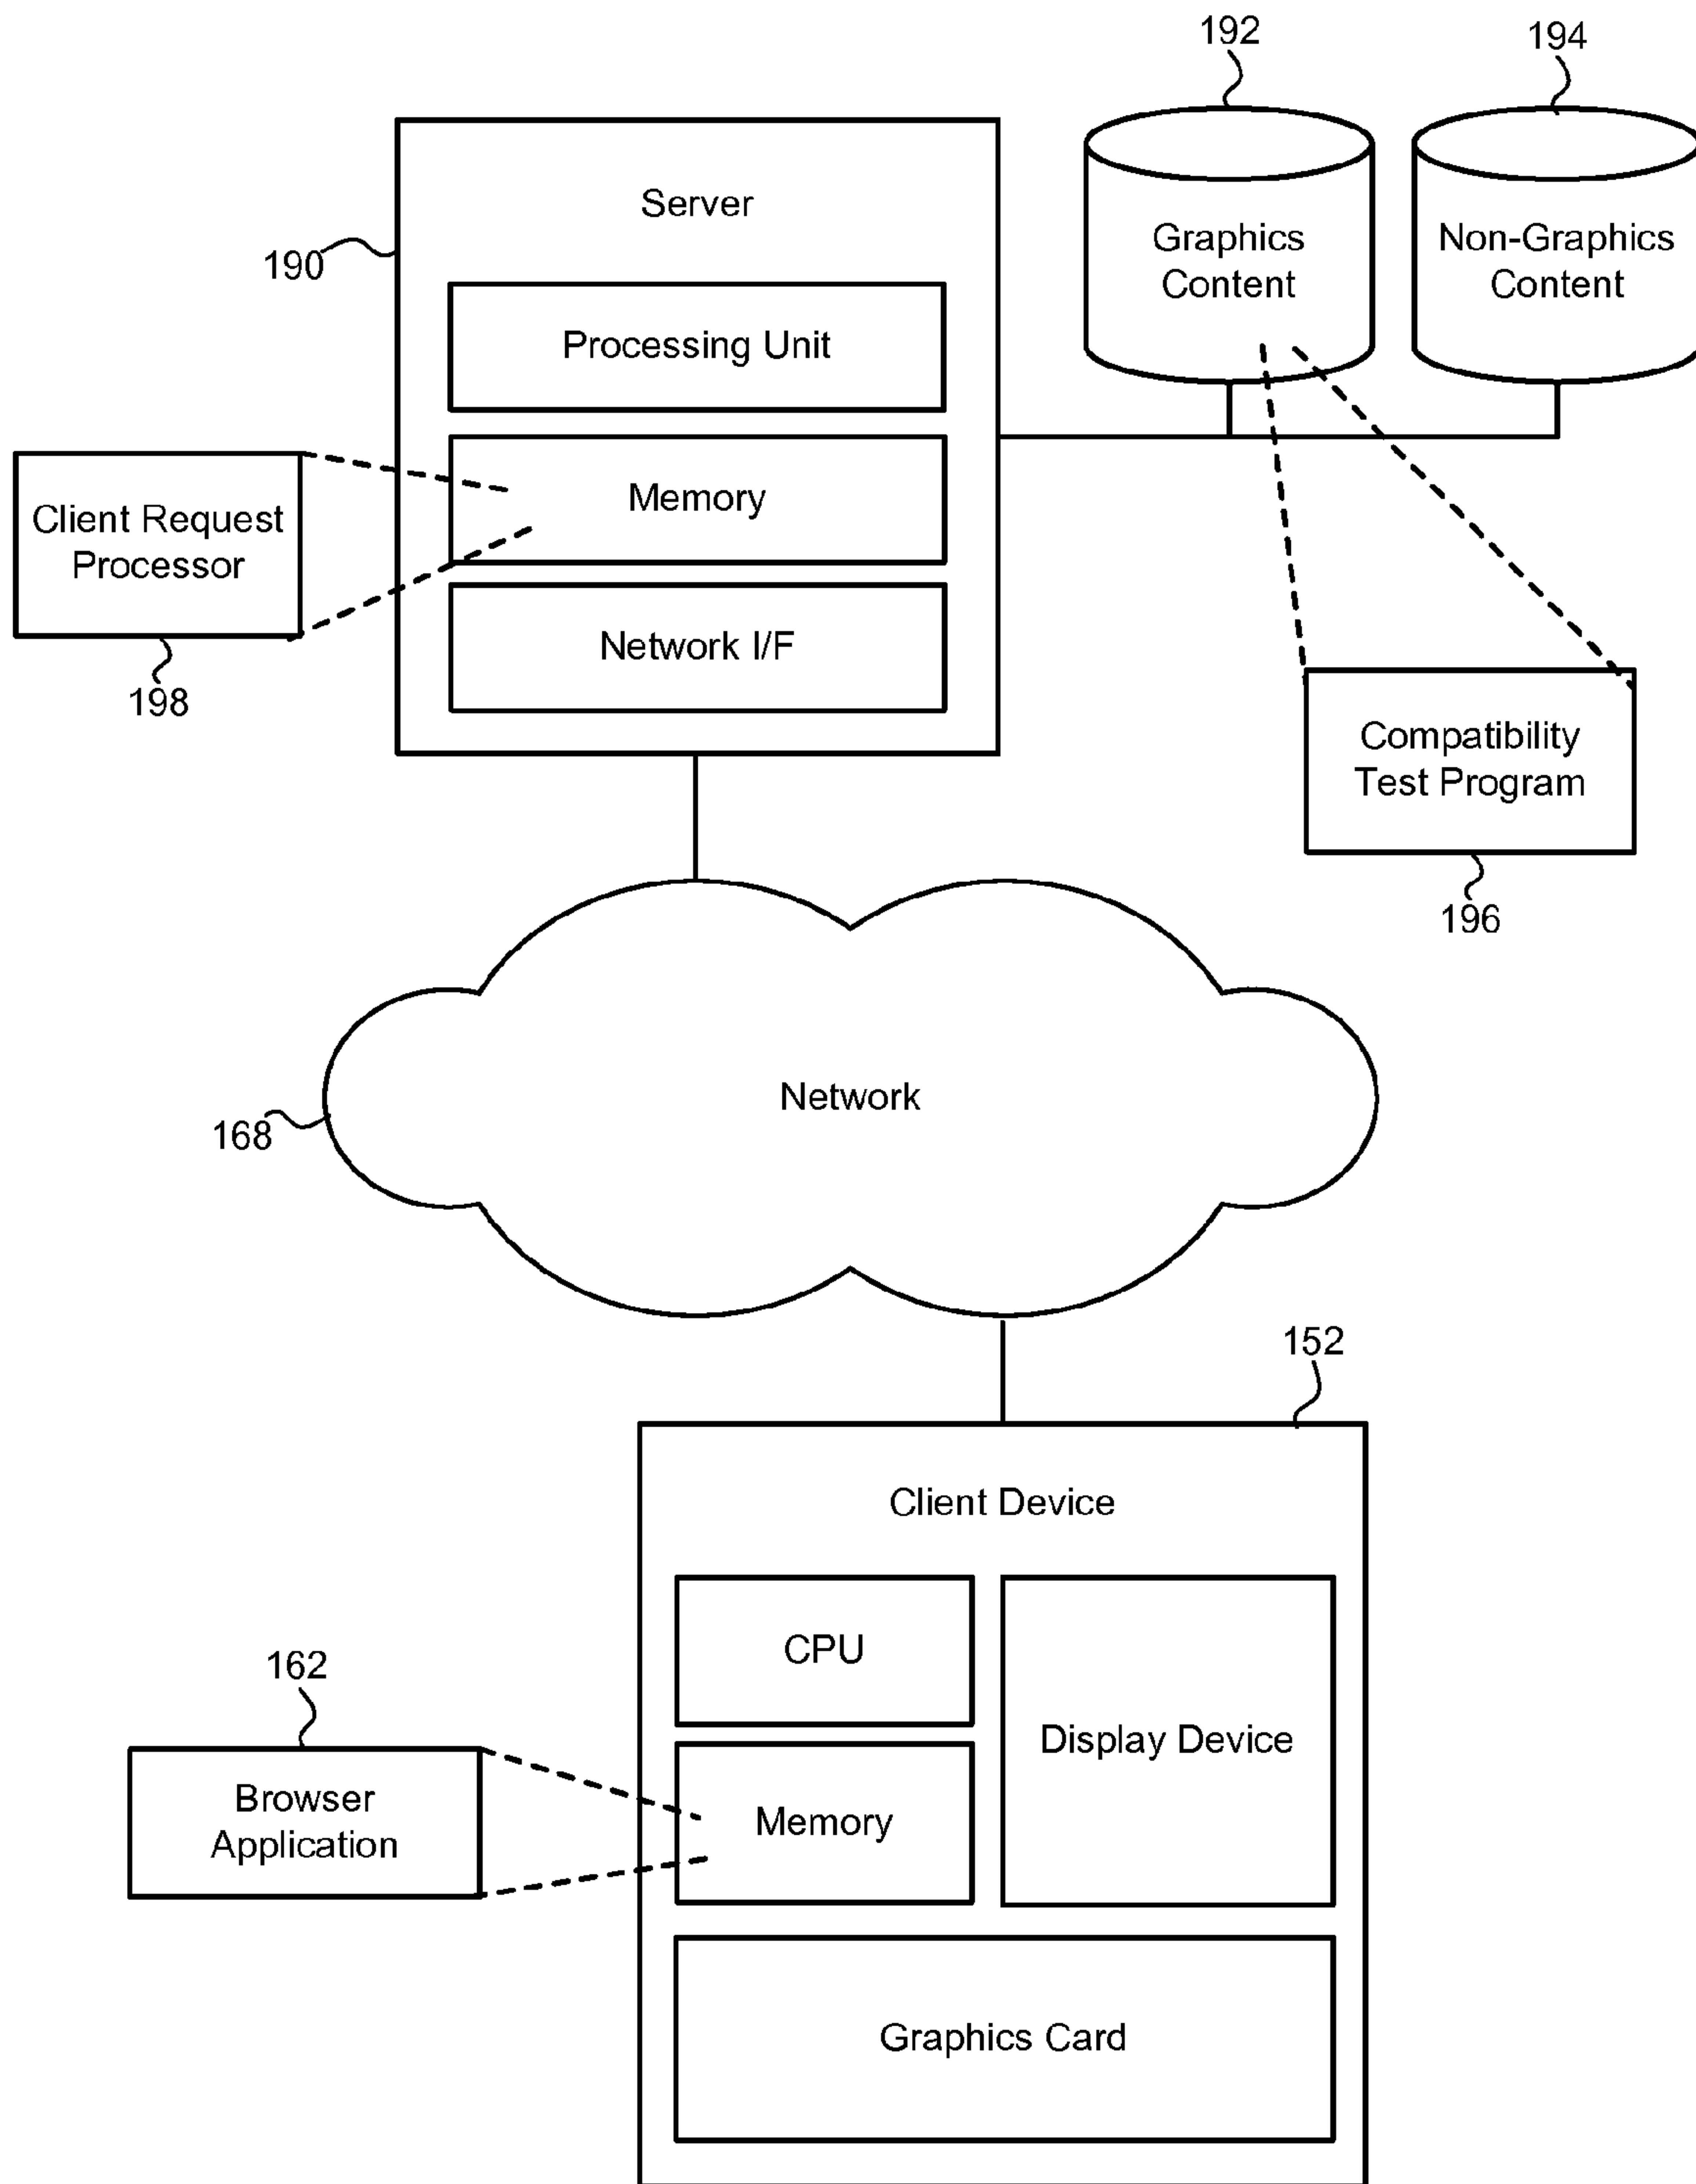 192
194
Server
190
Graphics
Content
Non-Graphics
Content
Processing Unit
Memory
Client Request
Processor
Network I/F
198
Compatibility
Test Program
196
Network
168
152
Client Device
CPU
162
Display Device
Browser
Application
Memory
Graphics Card